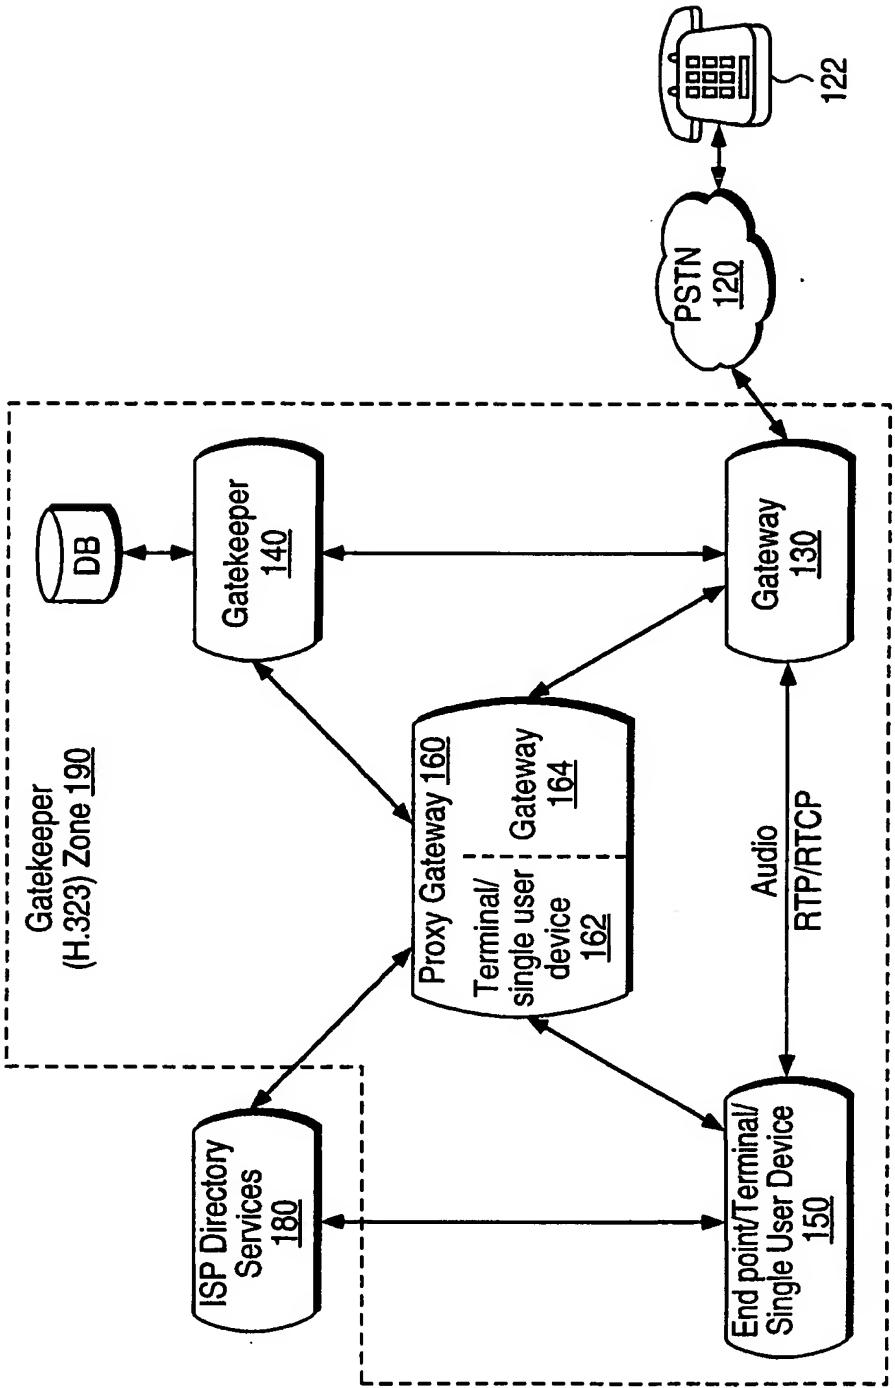 Gatekeeper
(H.323) Zone 190
DB
ISP Directory
Services
180
Gatekeeper
140
Proxy Gateway 160
Terminal/
single user
device
162
Gateway
164
PSTN
120
122
End point/Terminal/
Single User Device
150
Audio
RTP/RTCP
Gateway
130